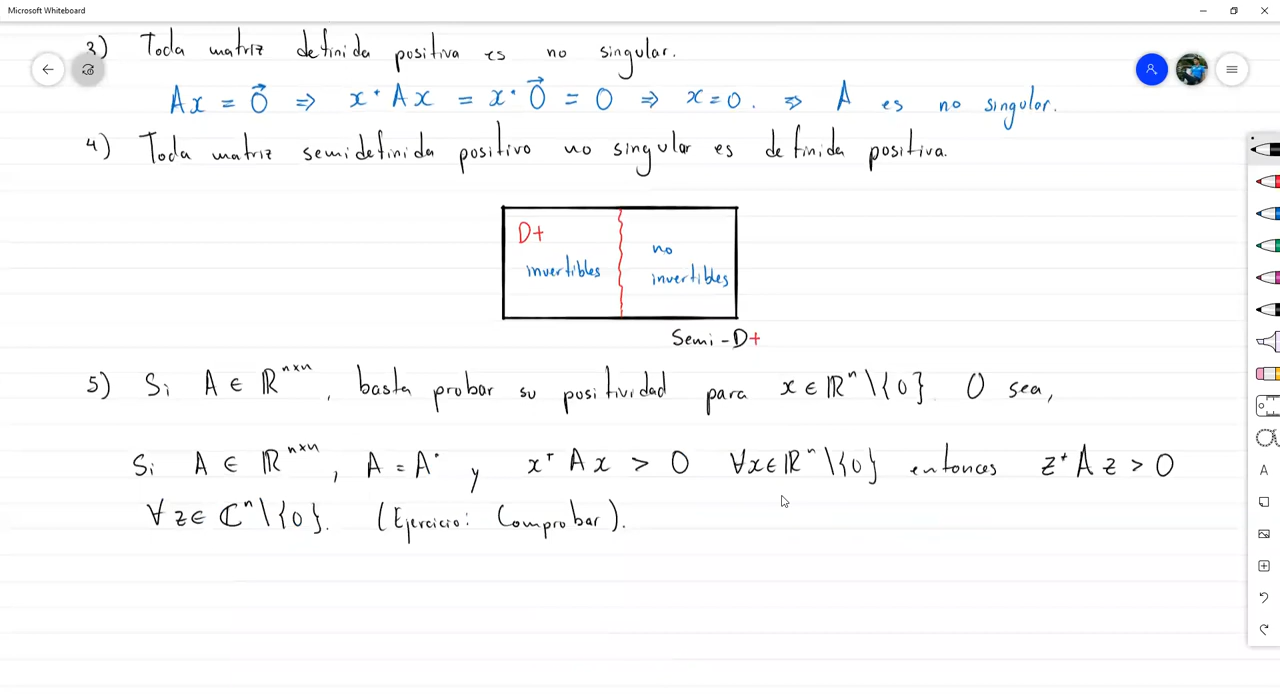 Microsoft Whiteboard
3) Toda matriz definida positiva es no singular.
Ax = 0⃗ ⇒ x* Ax = x* 0⃗ = 0 ⇒ x=0. ⇒ A es no singular.
4) Toda matriz semidefinida positivo no singular es definida positiva.
D+
invertibles
no
invertibles
Semi-D+
5) Si A ∈ ℝⁿˣⁿ, basta probar su positividad para x ∈ ℝⁿ\{0}. O sea,
Si A ∈ ℝⁿˣⁿ, A = A* y x* A x > 0 ∀x∈ℝⁿ\{0} entonces z* A z > 0
∀ z ∈ ℂⁿ\{0}. (Ejercicio: Comprobar).
A